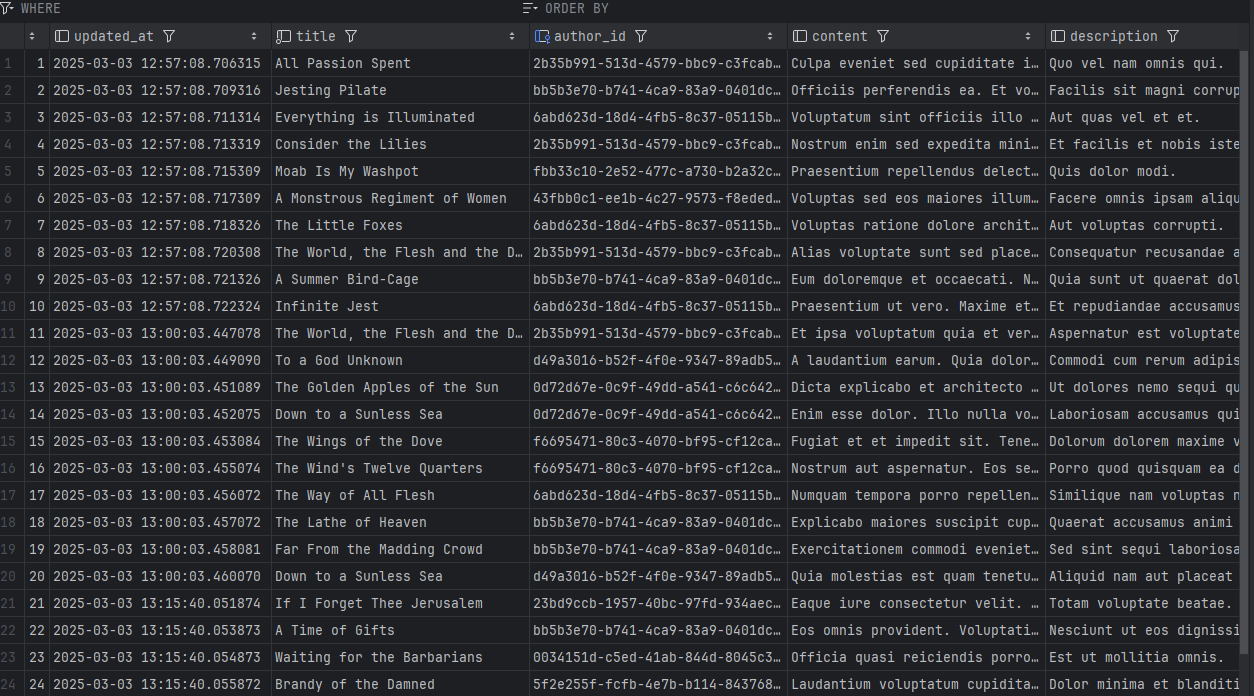 WHERE ORDER BY
updated_at title author_id content description
1 1 2025-03-03 12:57:08.706315 All Passion Spent 2b35b991-513d-4579-bbc9-c3fcab… Culpa eveniet sed cupiditate i… Quo vel nam omnis qui.
2 2 2025-03-03 12:57:08.709316 Jesting Pilate bb5b3e70-b741-4ca9-83a9-0401dc… Officiis perferendis ea. Et vo… Facilis sit magni corrup
3 3 2025-03-03 12:57:08.711314 Everything is Illuminated 6abd623d-18d4-4fb5-8c37-05115b… Voluptatum sint officiis illo … Aut quas vel et et.
4 4 2025-03-03 12:57:08.713319 Consider the Lilies 2b35b991-513d-4579-bbc9-c3fcab… Nostrum enim sed expedita mini… Et facilis et nobis iste
5 5 2025-03-03 12:57:08.715309 Moab Is My Washpot fbb33c10-2e52-477c-a730-b2a32c… Praesentium repellendus delect… Quis dolor modi.
6 6 2025-03-03 12:57:08.717309 A Monstrous Regiment of Women 43fbb0c1-ee1b-4c27-9573-f8eded… Voluptas sed eos maiores illum… Facere omnis ipsam aliqu
7 7 2025-03-03 12:57:08.718326 The Little Foxes 6abd623d-18d4-4fb5-8c37-05115b… Voluptas ratione dolore archit… Aut voluptas corrupti.
8 8 2025-03-03 12:57:08.720308 The World, the Flesh and the D… 2b35b991-513d-4579-bbc9-c3fcab… Alias voluptate sunt sed place… Consequatur recusandae a
9 9 2025-03-03 12:57:08.721326 A Summer Bird-Cage bb5b3e70-b741-4ca9-83a9-0401dc… Eum doloremque et occaecati. N… Quia sunt ut quaerat dol
10 10 2025-03-03 12:57:08.722324 Infinite Jest 6abd623d-18d4-4fb5-8c37-05115b… Praesentium ut vero. Maxime et… Et repudiandae accusamus
11 11 2025-03-03 13:00:03.447078 The World, the Flesh and the D… 2b35b991-513d-4579-bbc9-c3fcab… Et ipsa voluptatum quia et ver… Aspernatur est voluptate
12 12 2025-03-03 13:00:03.449090 To a God Unknown d49a3016-b52f-4f0e-9347-89adb5… A laudantium earum. Quia dolor… Commodi cum rerum adipis
13 13 2025-03-03 13:00:03.451089 The Golden Apples of the Sun 0d72d67e-0c9f-49dd-a541-c6c642… Dicta explicabo et architecto … Ut dolores nemo sequi qu
14 14 2025-03-03 13:00:03.452075 Down to a Sunless Sea 0d72d67e-0c9f-49dd-a541-c6c642… Enim esse dolor. Illo nulla vo… Laboriosam accusamus qui
15 15 2025-03-03 13:00:03.453084 The Wings of the Dove f6695471-80c3-4070-bf95-cf12ca… Fugiat et et impedit sit. Tene… Dolorum dolorem maxime v
16 16 2025-03-03 13:00:03.455074 The Wind's Twelve Quarters f6695471-80c3-4070-bf95-cf12ca… Nostrum aut aspernatur. Eos se… Porro quod quisquam ea d
17 17 2025-03-03 13:00:03.456072 The Way of All Flesh 6abd623d-18d4-4fb5-8c37-05115b… Numquam tempora porro repellen… Similique nam voluptas n
18 18 2025-03-03 13:00:03.457072 The Lathe of Heaven bb5b3e70-b741-4ca9-83a9-0401dc… Explicabo maiores suscipit cup… Quaerat accusamus animi
19 19 2025-03-03 13:00:03.458081 Far From the Madding Crowd bb5b3e70-b741-4ca9-83a9-0401dc… Exercitationem commodi eveniet… Sed sint sequi laboriosa
20 20 2025-03-03 13:00:03.460070 Down to a Sunless Sea d49a3016-b52f-4f0e-9347-89adb5… Quia molestias est quam tenetu… Aliquid nam aut placeat
21 21 2025-03-03 13:15:40.051874 If I Forget Thee Jerusalem 23bd9ccb-1957-40bc-97fd-934aec… Eaque iure consectetur velit. … Totam voluptate beatae.
22 22 2025-03-03 13:15:40.053873 A Time of Gifts bb5b3e70-b741-4ca9-83a9-0401dc… Eos omnis provident. Voluptati… Nesciunt ut eos dignissi
23 23 2025-03-03 13:15:40.054873 Waiting for the Barbarians 0034151d-c5ed-41ab-844d-8045c3… Officia quasi reiciendis porro… Est ut mollitia omnis.
24 24 2025-03-03 13:15:40.055872 Brandy of the Damned 5f2e255f-fcfb-4e7b-b114-843768… Laudantium voluptatum cupidita… Dolor minima et blanditi